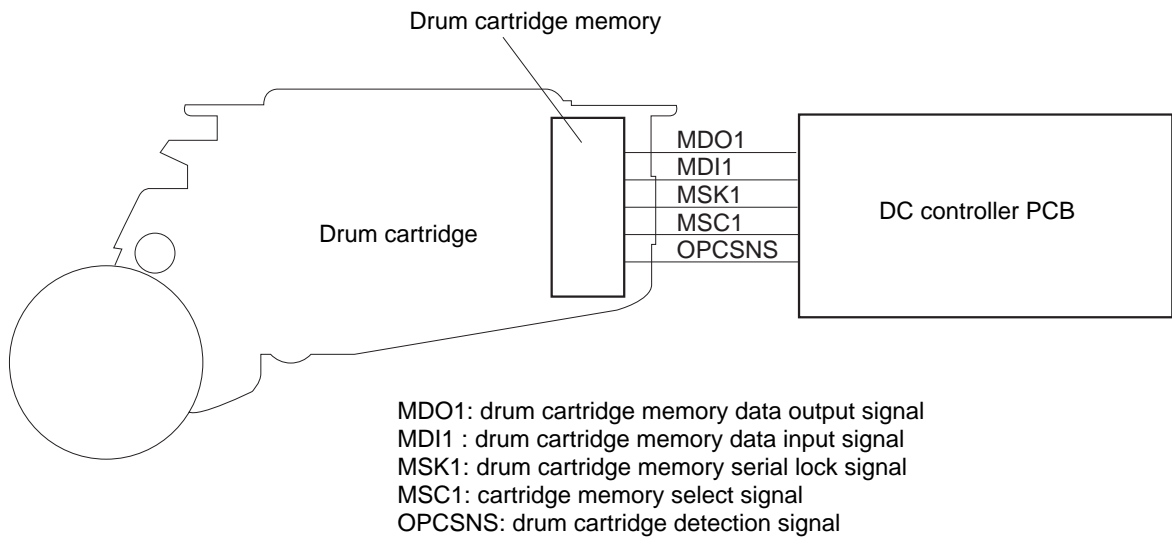 Drum cartridge memory
MDO1
MDI1
MSK1
MSC1
OPCSNS
Drum cartridge
DC controller PCB
MDO1: drum cartridge memory data output signal
MDI1 : drum cartridge memory data input signal
MSK1: drum cartridge memory serial lock signal
MSC1: cartridge memory select signal
OPCSNS: drum cartridge detection signal